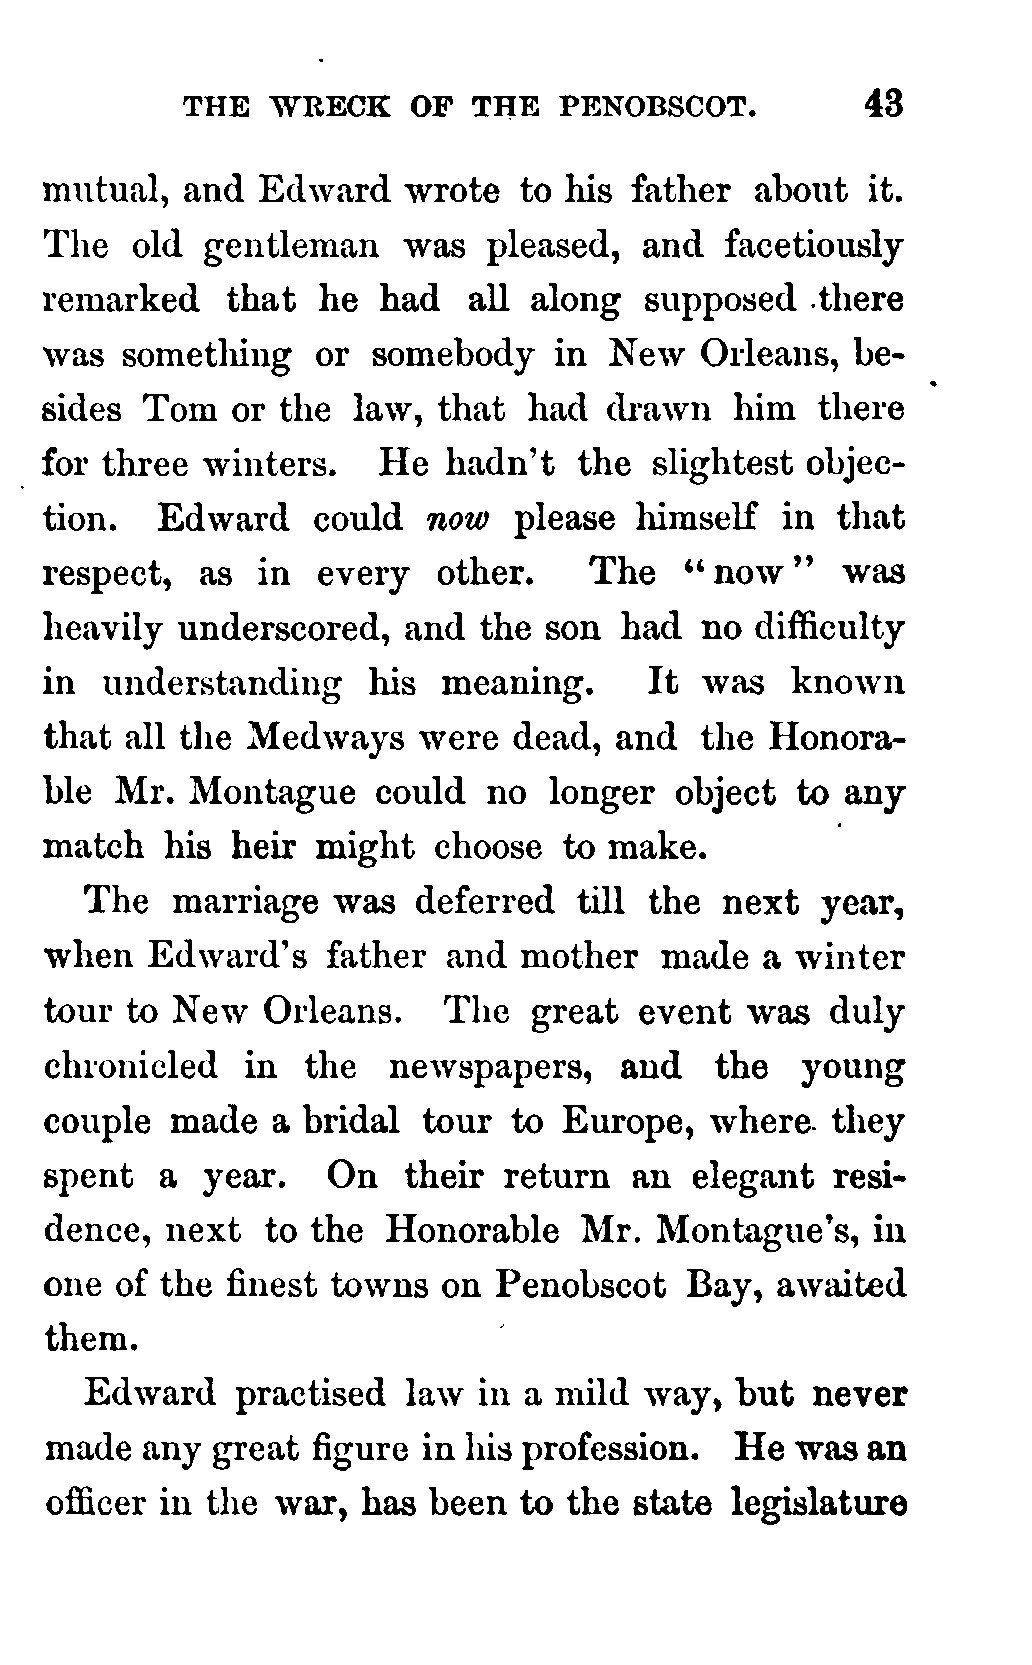 THE WRECK OF THE PENOBSCOT. 43
mutual, and Edward wrote to his father about it.
The old gentleman was pleased, and facetiously
remarked that he had all along supposed there
was something or somebody in New Orleans, be-
sides Tom or the law, that had drawn him there
for three winters. He hadn't the slightest objec-
tion. Edward could now please himself in that
respect, as in every other. The "now" was
heavily underscored, and the son had no difficulty
in understanding his meaning. It was known
that all the Medways were dead, and the Honora-
ble Mr. Montague could no longer object to any
match his heir might choose to make.
The marriage was deferred till the next year,
when Edward's father and mother made a winter
tour to New Orleans. The great event was duly
chronicled in the newspapers, and the young
couple made a bridal tour to Europe, where they
spent a year. On their return an elegant resi-
dence, next to the Honorable Mr. Montague's, in
one of the finest towns on Penobscot Bay, awaited
them.
Edward practised law in a mild way, but never
made any great figure in his profession. He was an
officer in the war, has been to the state legislature